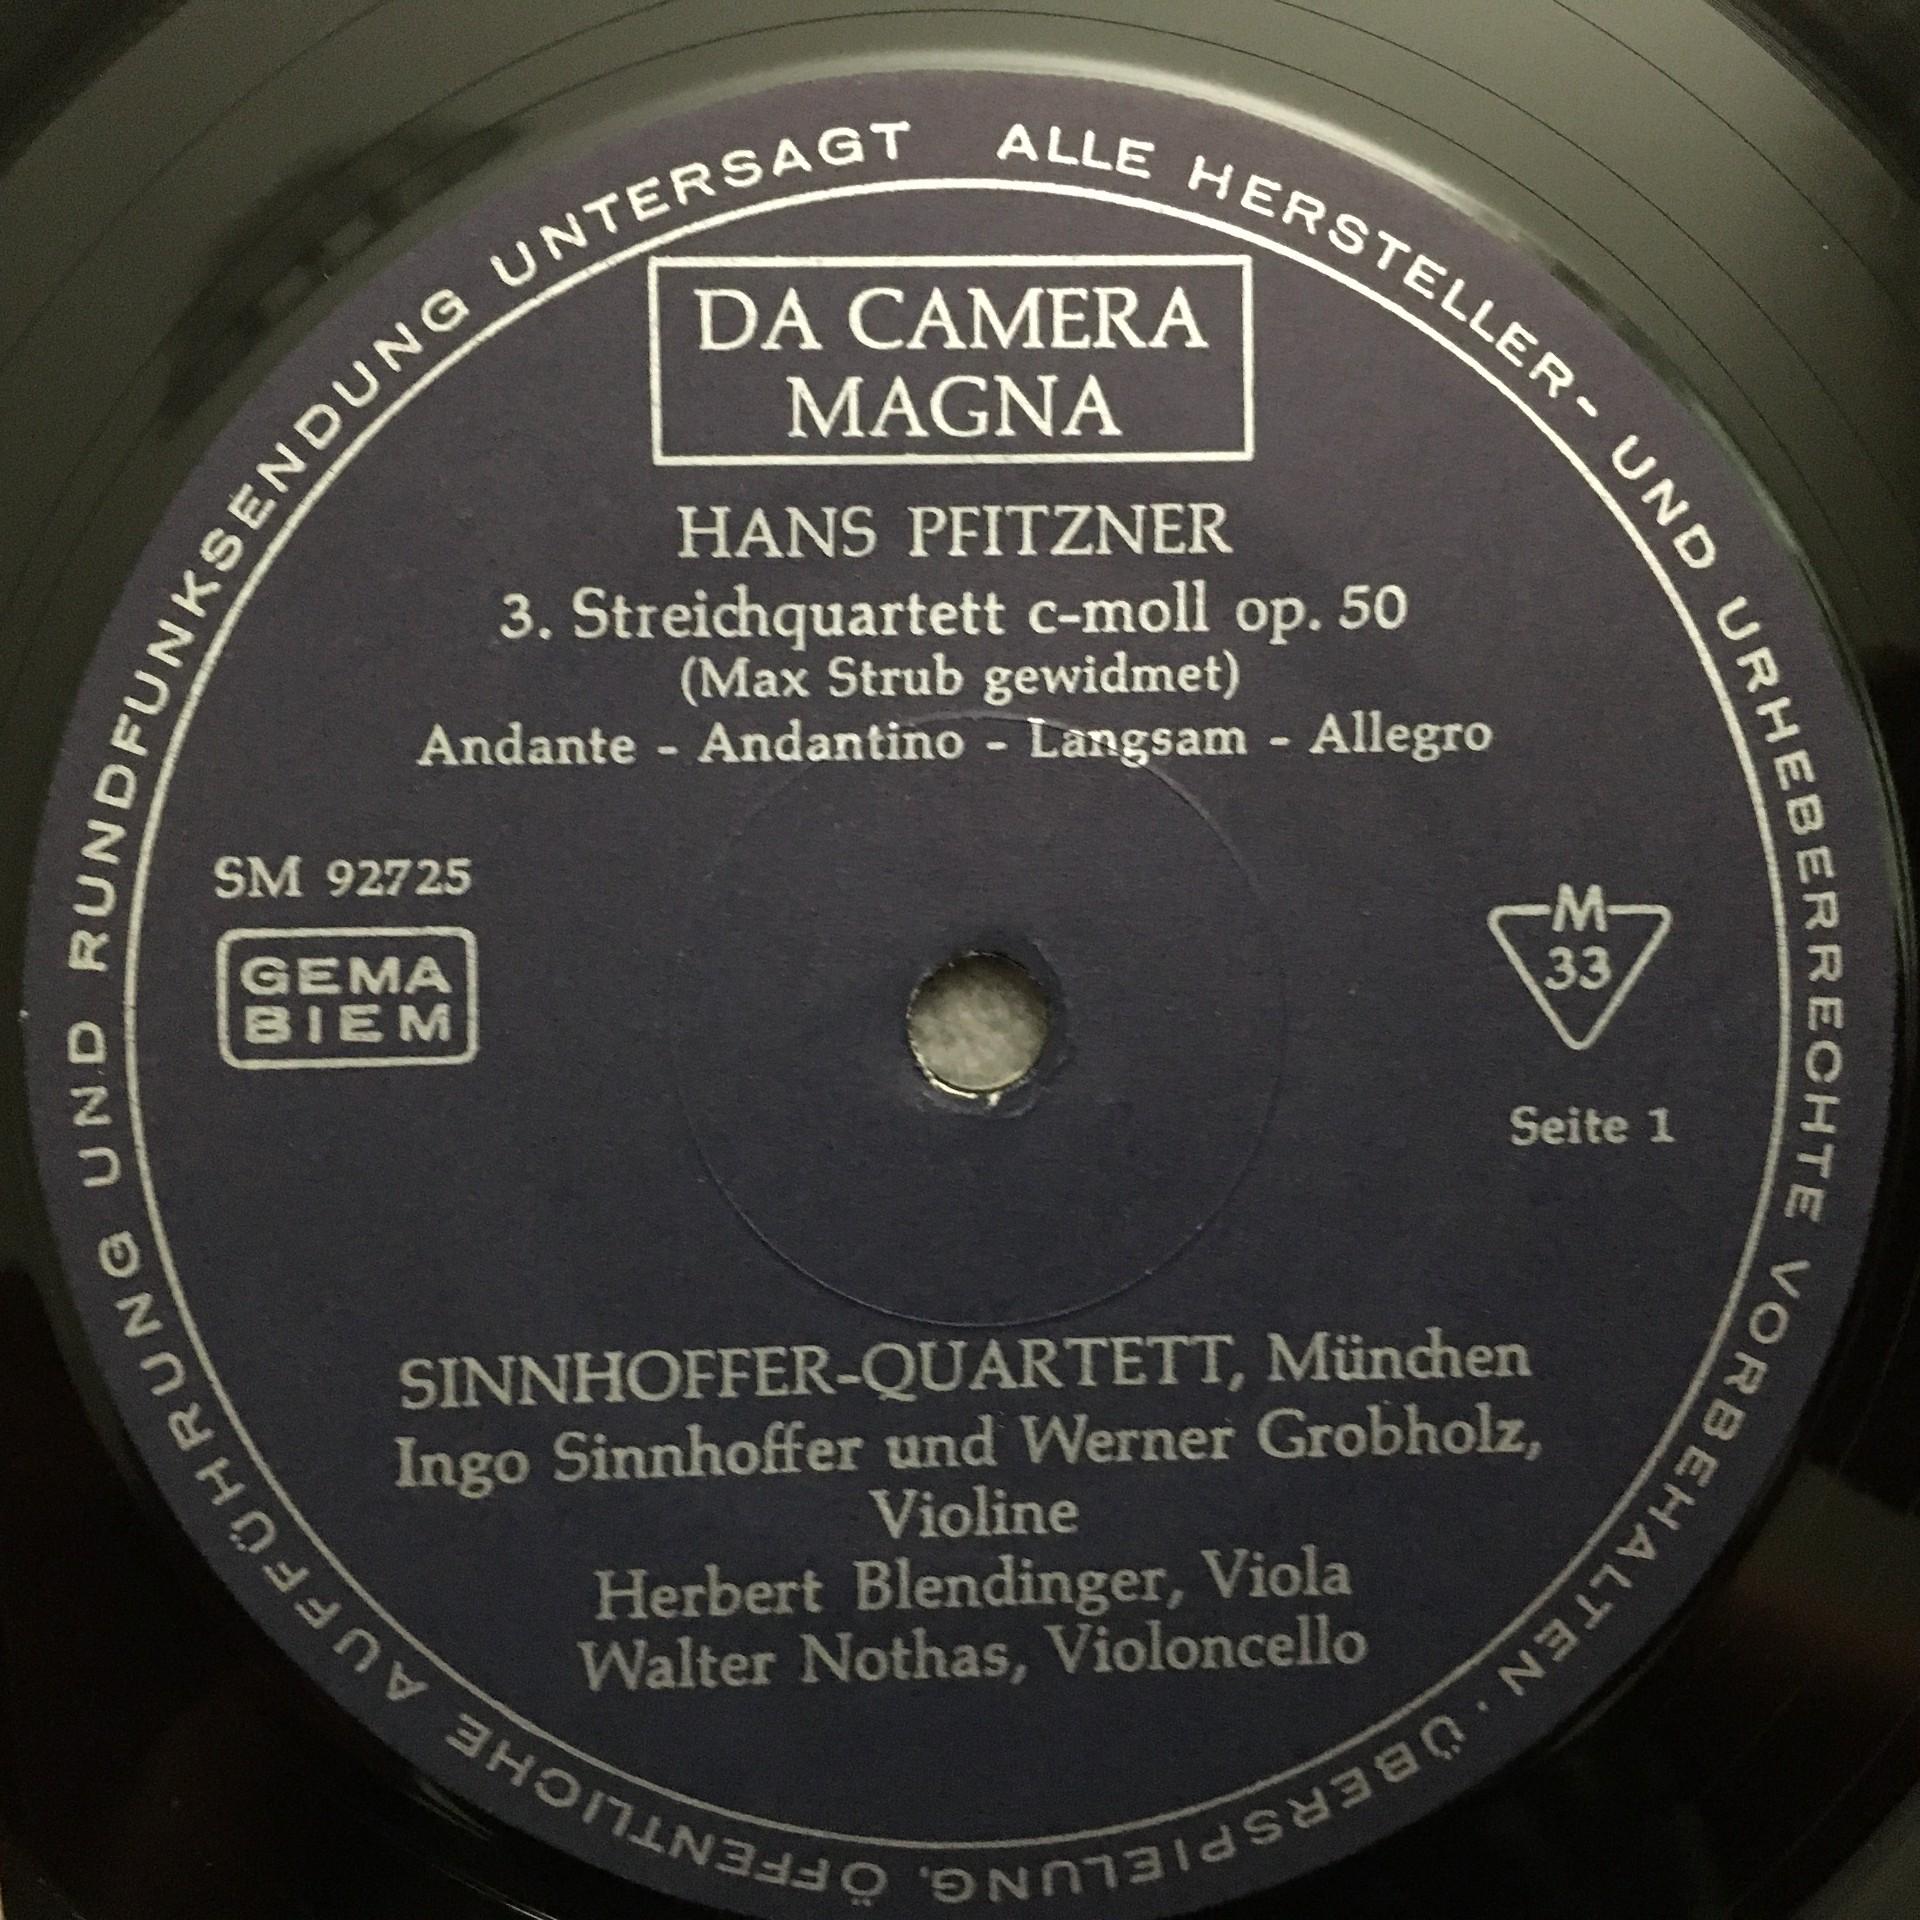 ALLE HERSTELLER- UND URHEBERRECHTE VORBEHALTEN · ÜBERSPIELUNG, ÖFFENTLICHE AUFFÜHRUNG UND RUNDFUNKSENDUNG UNTERSAGT
DA CAMERA
MAGNA
HANS PFITZNER
3. Streichquartett c-moll op. 50
(Max Strub gewidmet)
Andante - Andantino - Langsam - Allegro
SM 92725
GEMA
BIEM
M
33
Seite 1
SINNHOFFER-QUARTETT, München
Ingo Sinnhoffer und Werner Grobholz,
Violine
Herbert Blendinger, Viola
Walter Nothas, Violoncello